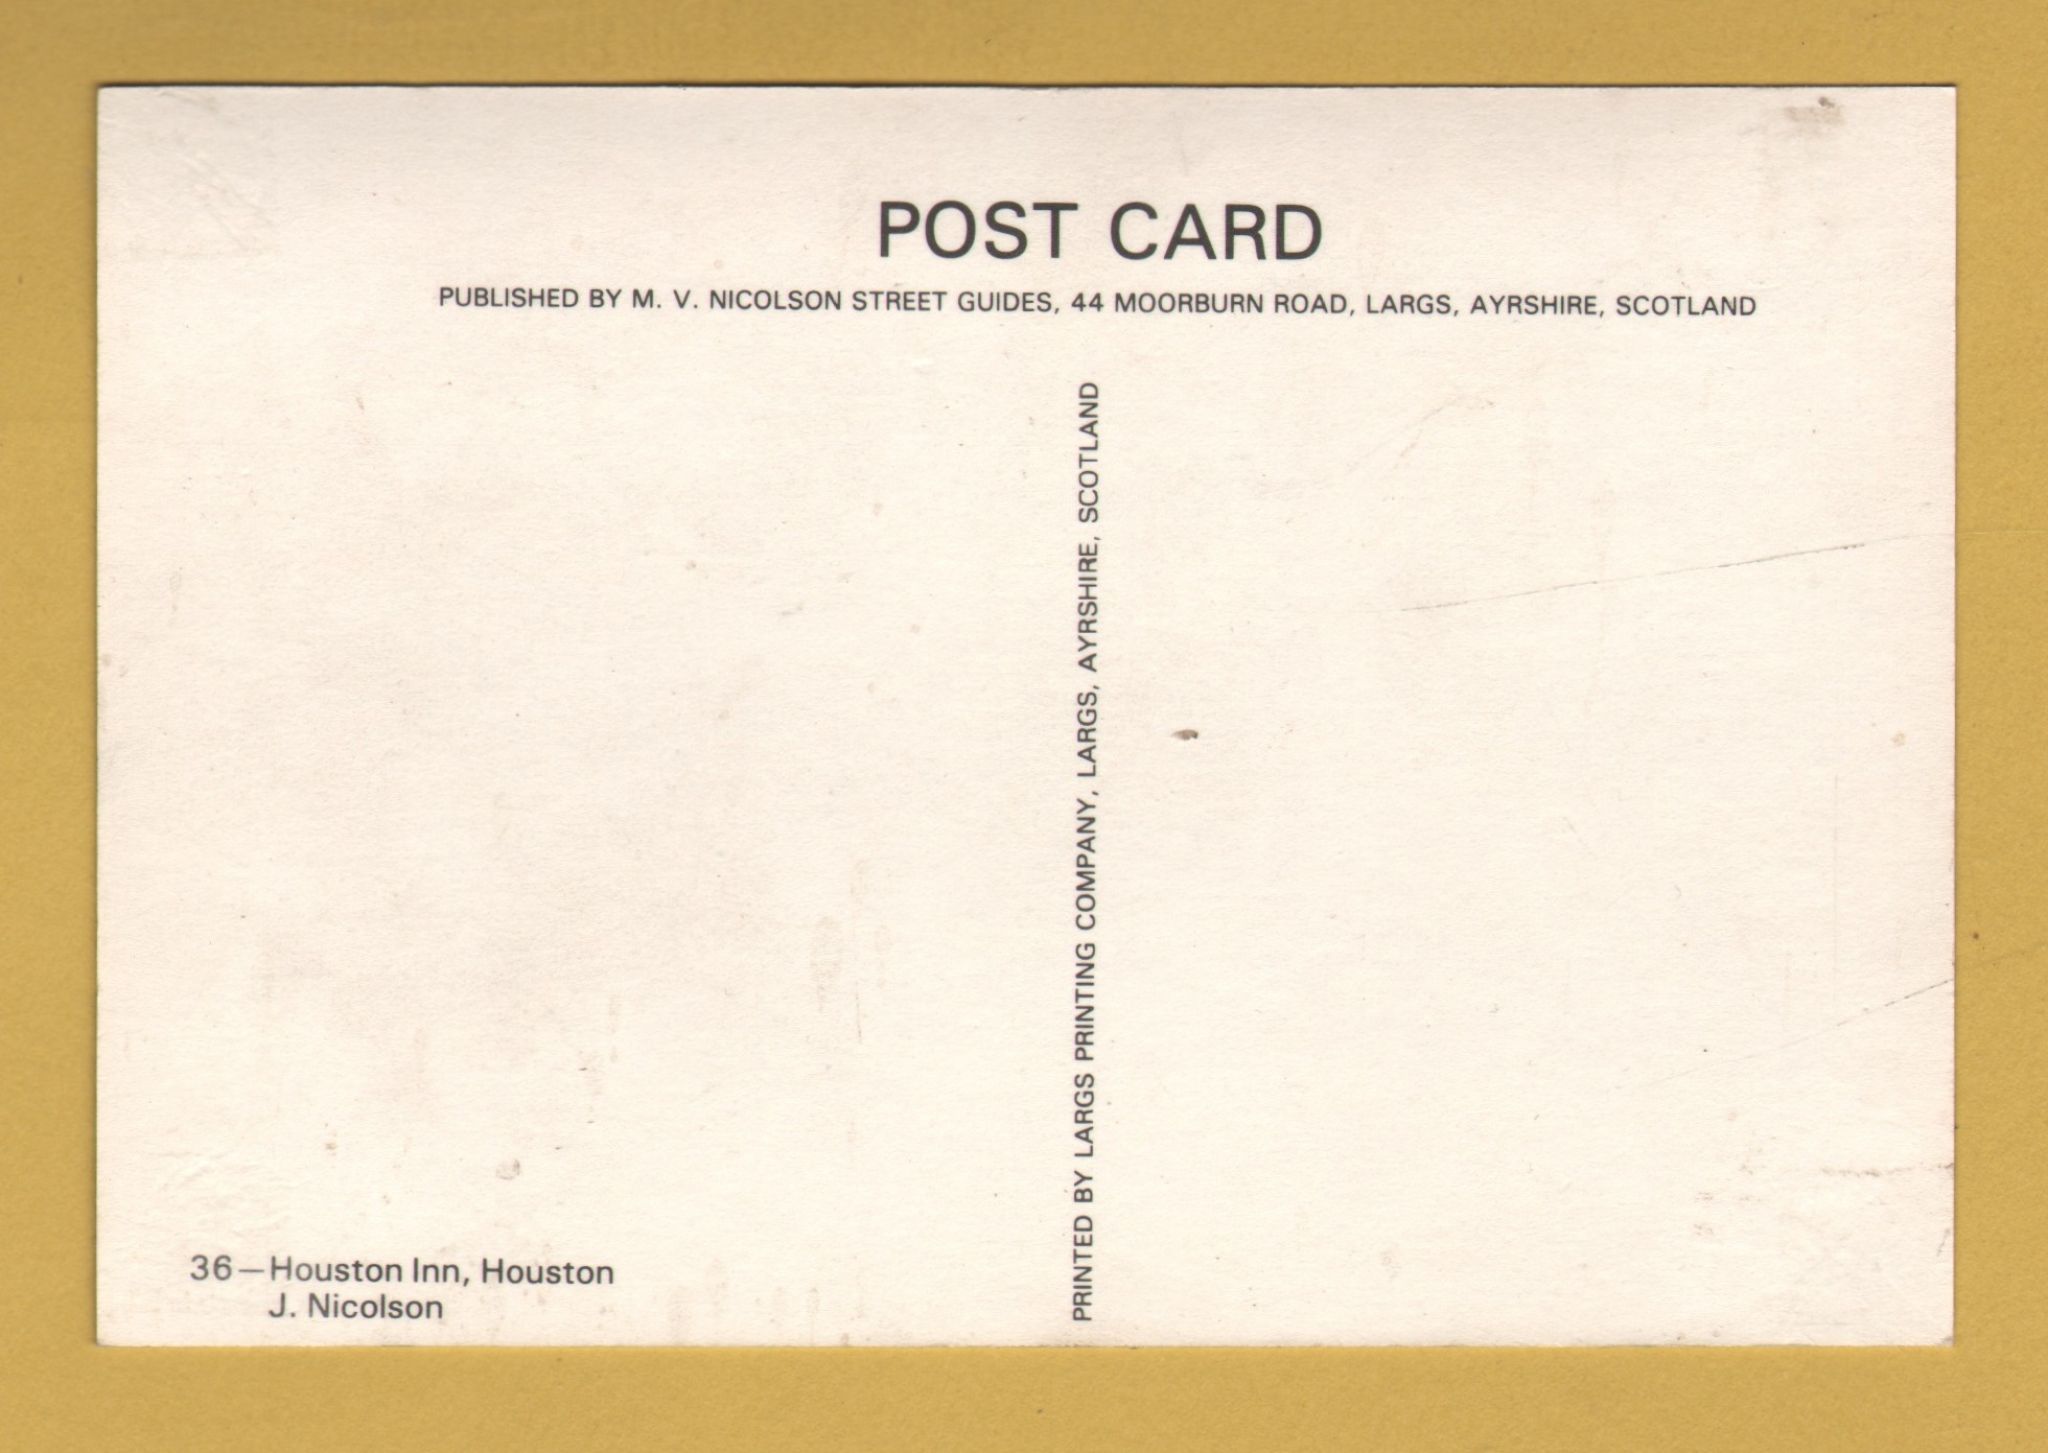 POST CARD
PUBLISHED BY M. V. NICOLSON STREET GUIDES, 44 MOORBURN ROAD, LARGS, AYRSHIRE, SCOTLAND
PRINTED BY LARGS PRINTING COMPANY, LARGS, AYRSHIRE, SCOTLAND
36—Houston Inn, Houston
J. Nicolson